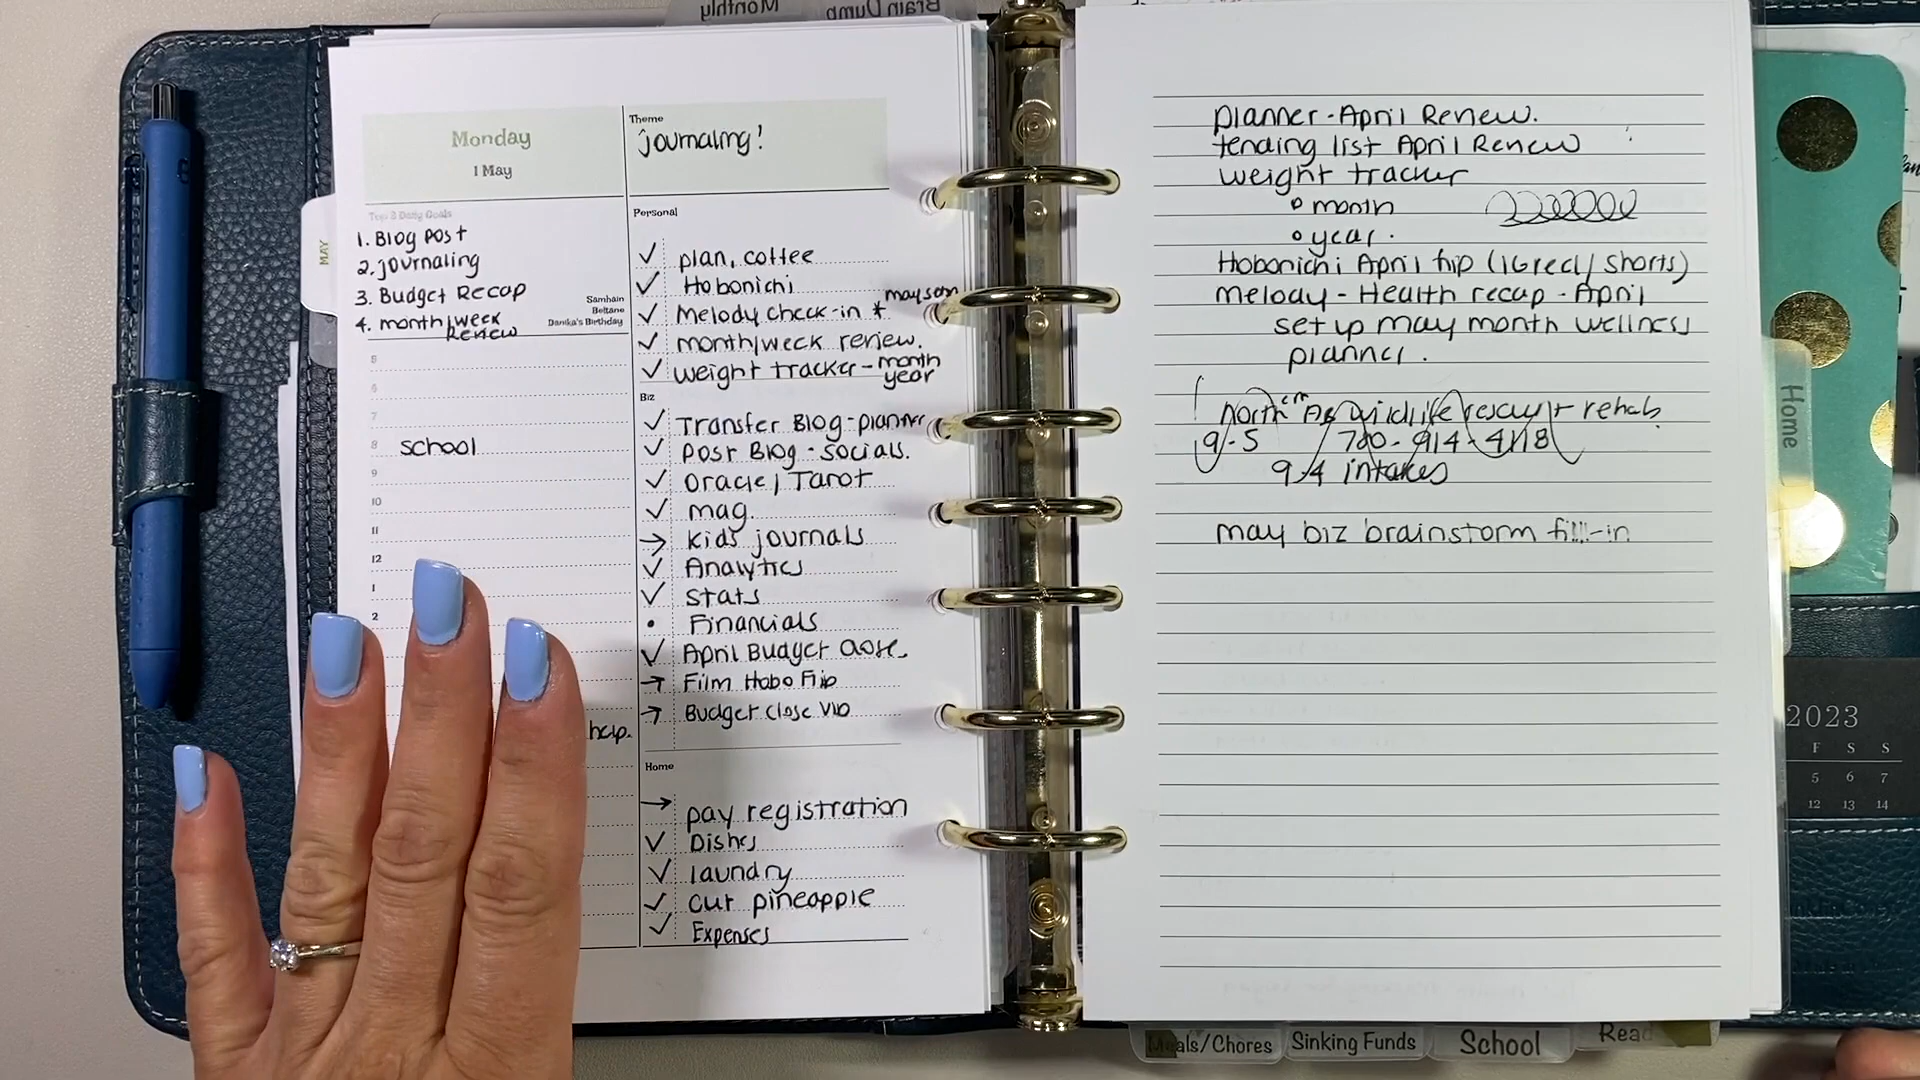 Monthly
Brain Dump
MAY
Monday
1 May
Theme
journaling!
Top 3 Daily Goals
1. Blog Post
2. journaling
3. Budget Recap
4. month/week
Review
Samhain
Beltane
Danika's Birthday
7
8 school
9
10
11
12
1
2
help.
Personal
✓ plan, coffee
✓ Hobonichi
✓ Melody check-in *
✓ month/week review.
✓ weight tracker - month
year
Biz
✓ Transfer Blog - planner
✓ Post Blog - socials.
✓ Oracle / Tarot
✓ mag.
→ Kids journals
✓ Analytics
✓ stats
• Financials
✓ April Budget Close.
→ Film Hobo Flip
→ Budget Close VID
Home
→ pay registration
✓ Dishes
✓ laundry
✓ cut pineapple
✓ Expenses
planner - April Review.
tending list April Review
weight tracker
o month
o year.
Hobonichi April flip (16 rec / shorts)
melody - Health recap - April
set up may month wellness
planner.
north ern AB wildlife rescue + rehab
9-5 780-914-4118
9-4 intakes
may biz brainstorm fill-in
Home
2023
F S S
5 6 7
12 13 14
Meals/Chores
Sinking Funds
School
Read